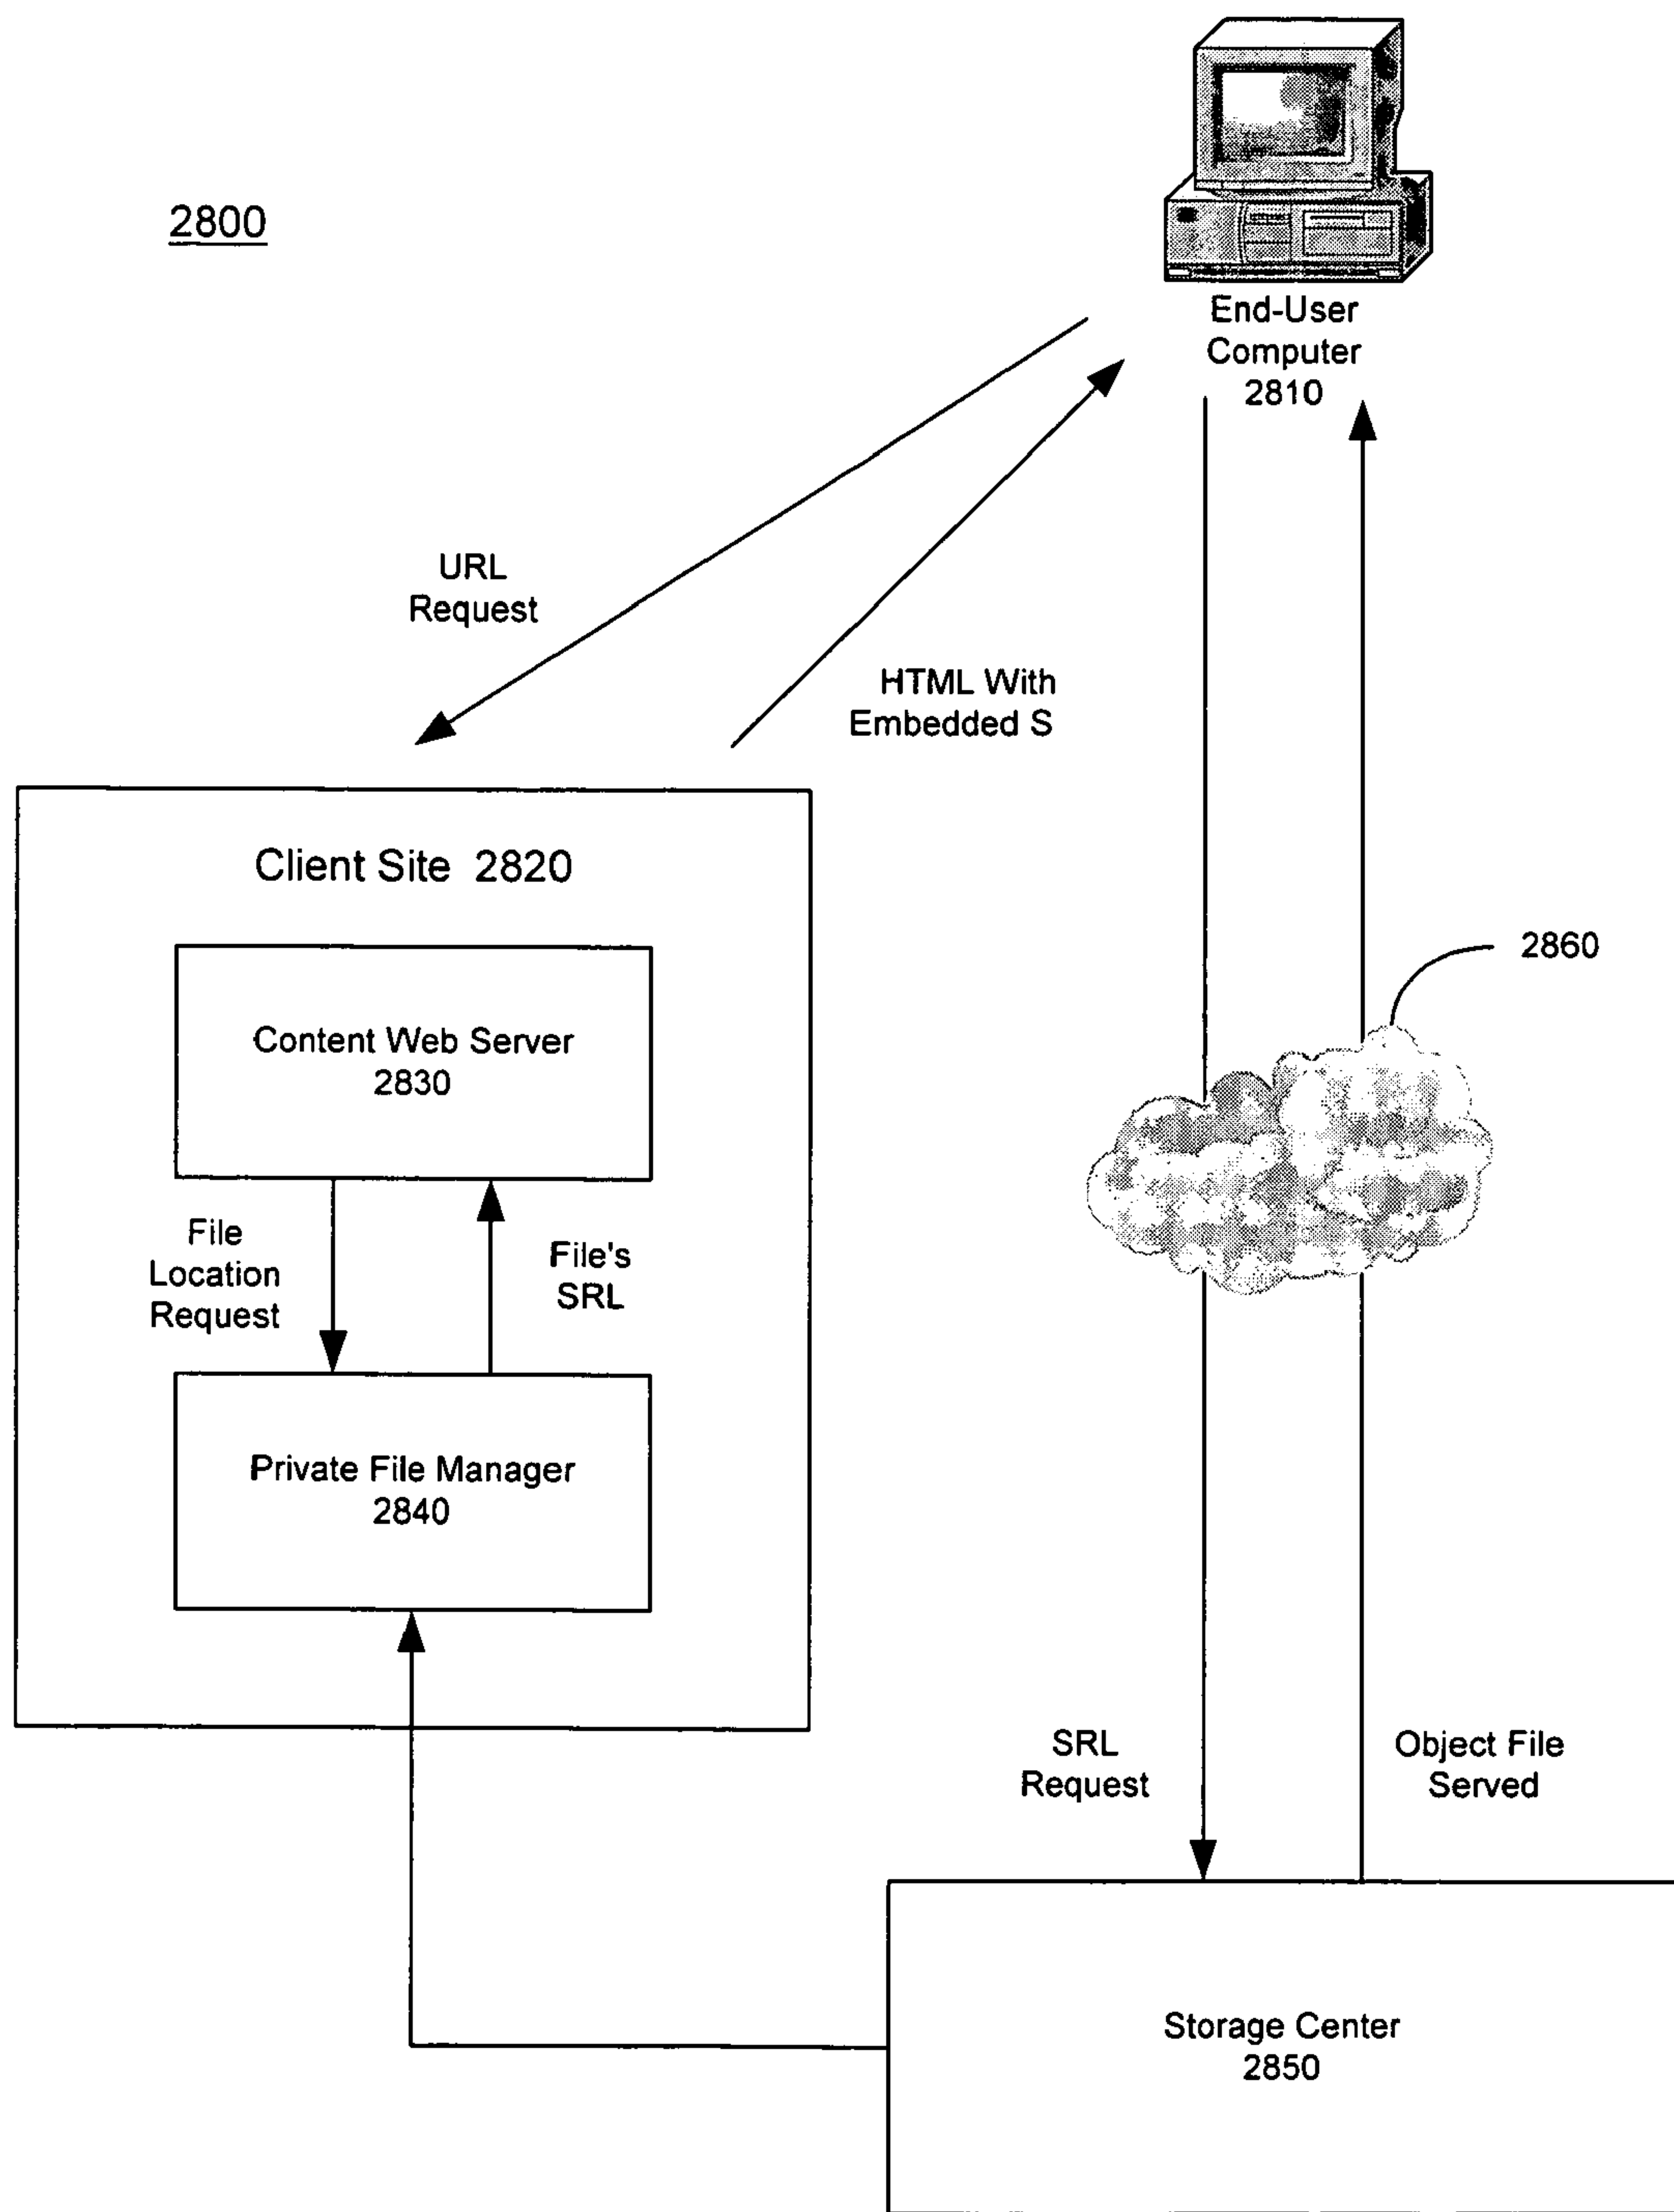 2800
End-User
Computer
2810
URL
Request
HTML With
Embedded S
Client Site 2820
Content Web Server
2830
2860
File
Location
Request
File's
SRL
Private File Manager
2840
SRL
Request
Object File
Served
Storage Center
2850